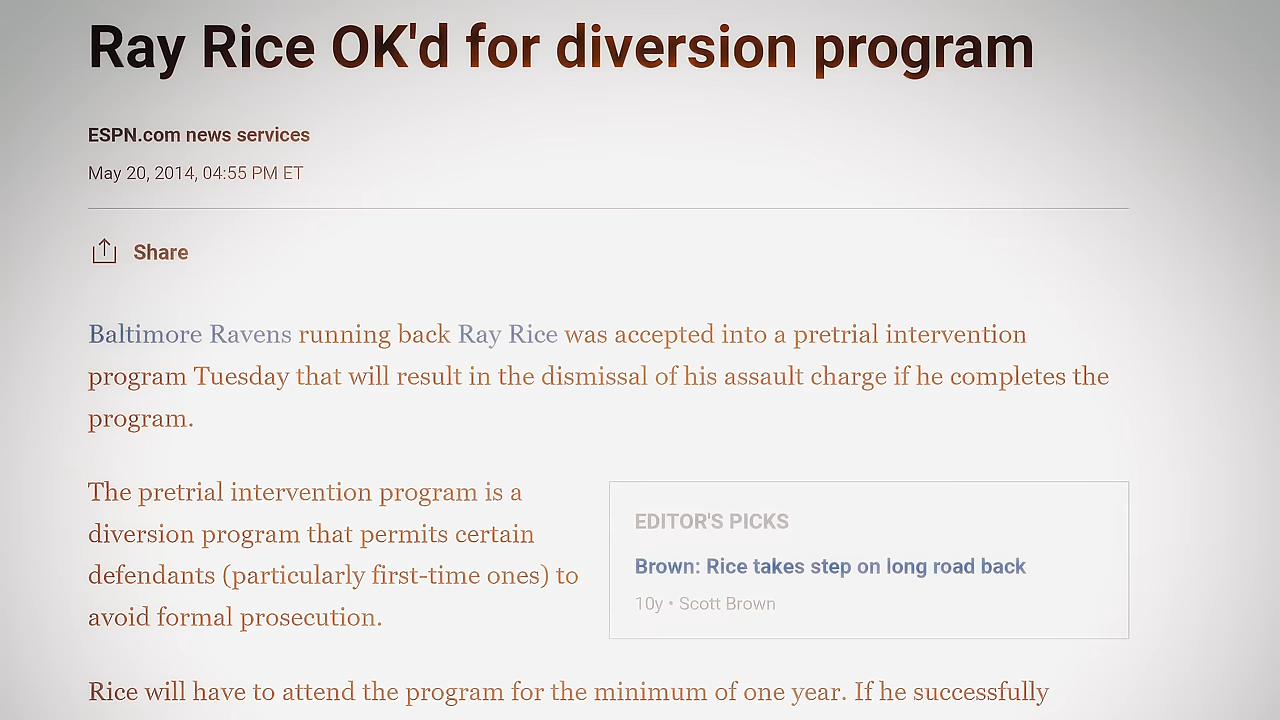 Ray Rice OK'd for diversion program
ESPN.com news services
May 20, 2014, 04:55 PM ET
Share
Baltimore Ravens running back Ray Rice was accepted into a pretrial intervention
program Tuesday that will result in the dismissal of his assault charge if he completes the
program.
The pretrial intervention program is a
diversion program that permits certain
defendants (particularly first-time ones) to
avoid formal prosecution.
EDITOR'S PICKS
Brown: Rice takes step on long road back
10y • Scott Brown
Rice will have to attend the program for the minimum of one year. If he successfully